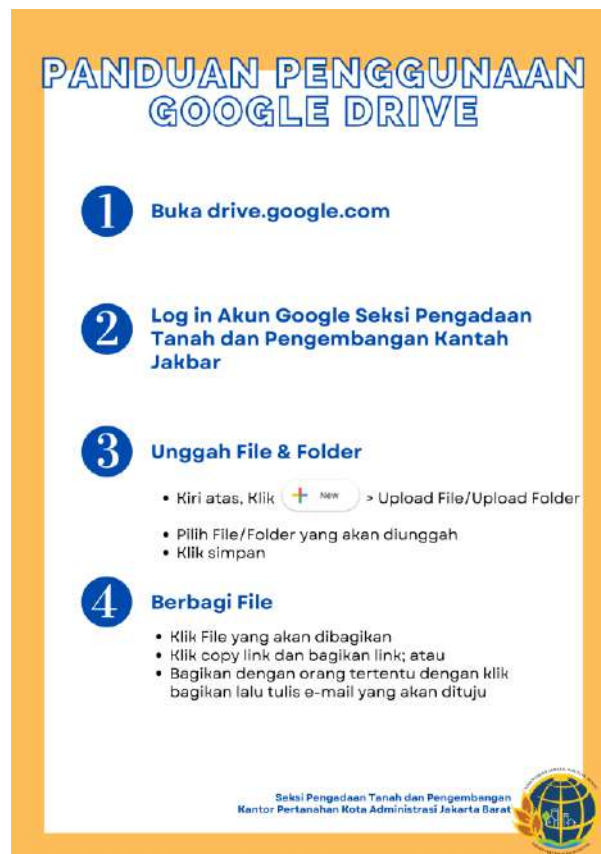 PANDUAN PENGGUNAAN
GOOGLE DRIVE
1
Buka drive.google.com
2
Log in Akun Google Seksi Pengadaan
Tanah dan Pengembangan Kantah
Jakbar
3
Unggah File & Folder
• Kiri atas, Klik + New > Upload File/Upload Folder
• Pilih File/Folder yang akan diunggah
• Klik simpan
4
Berbagi File
• Klik File yang akan dibagikan
• Klik copy link dan bagikan link; atau
• Bagikan dengan orang tertentu dengan klik
bagikan lalu tulis e-mail yang akan dituju
Seksi Pengadaan Tanah dan Pengembangan
Kantor Pertanahan Kota Administrasi Jakarta Barat